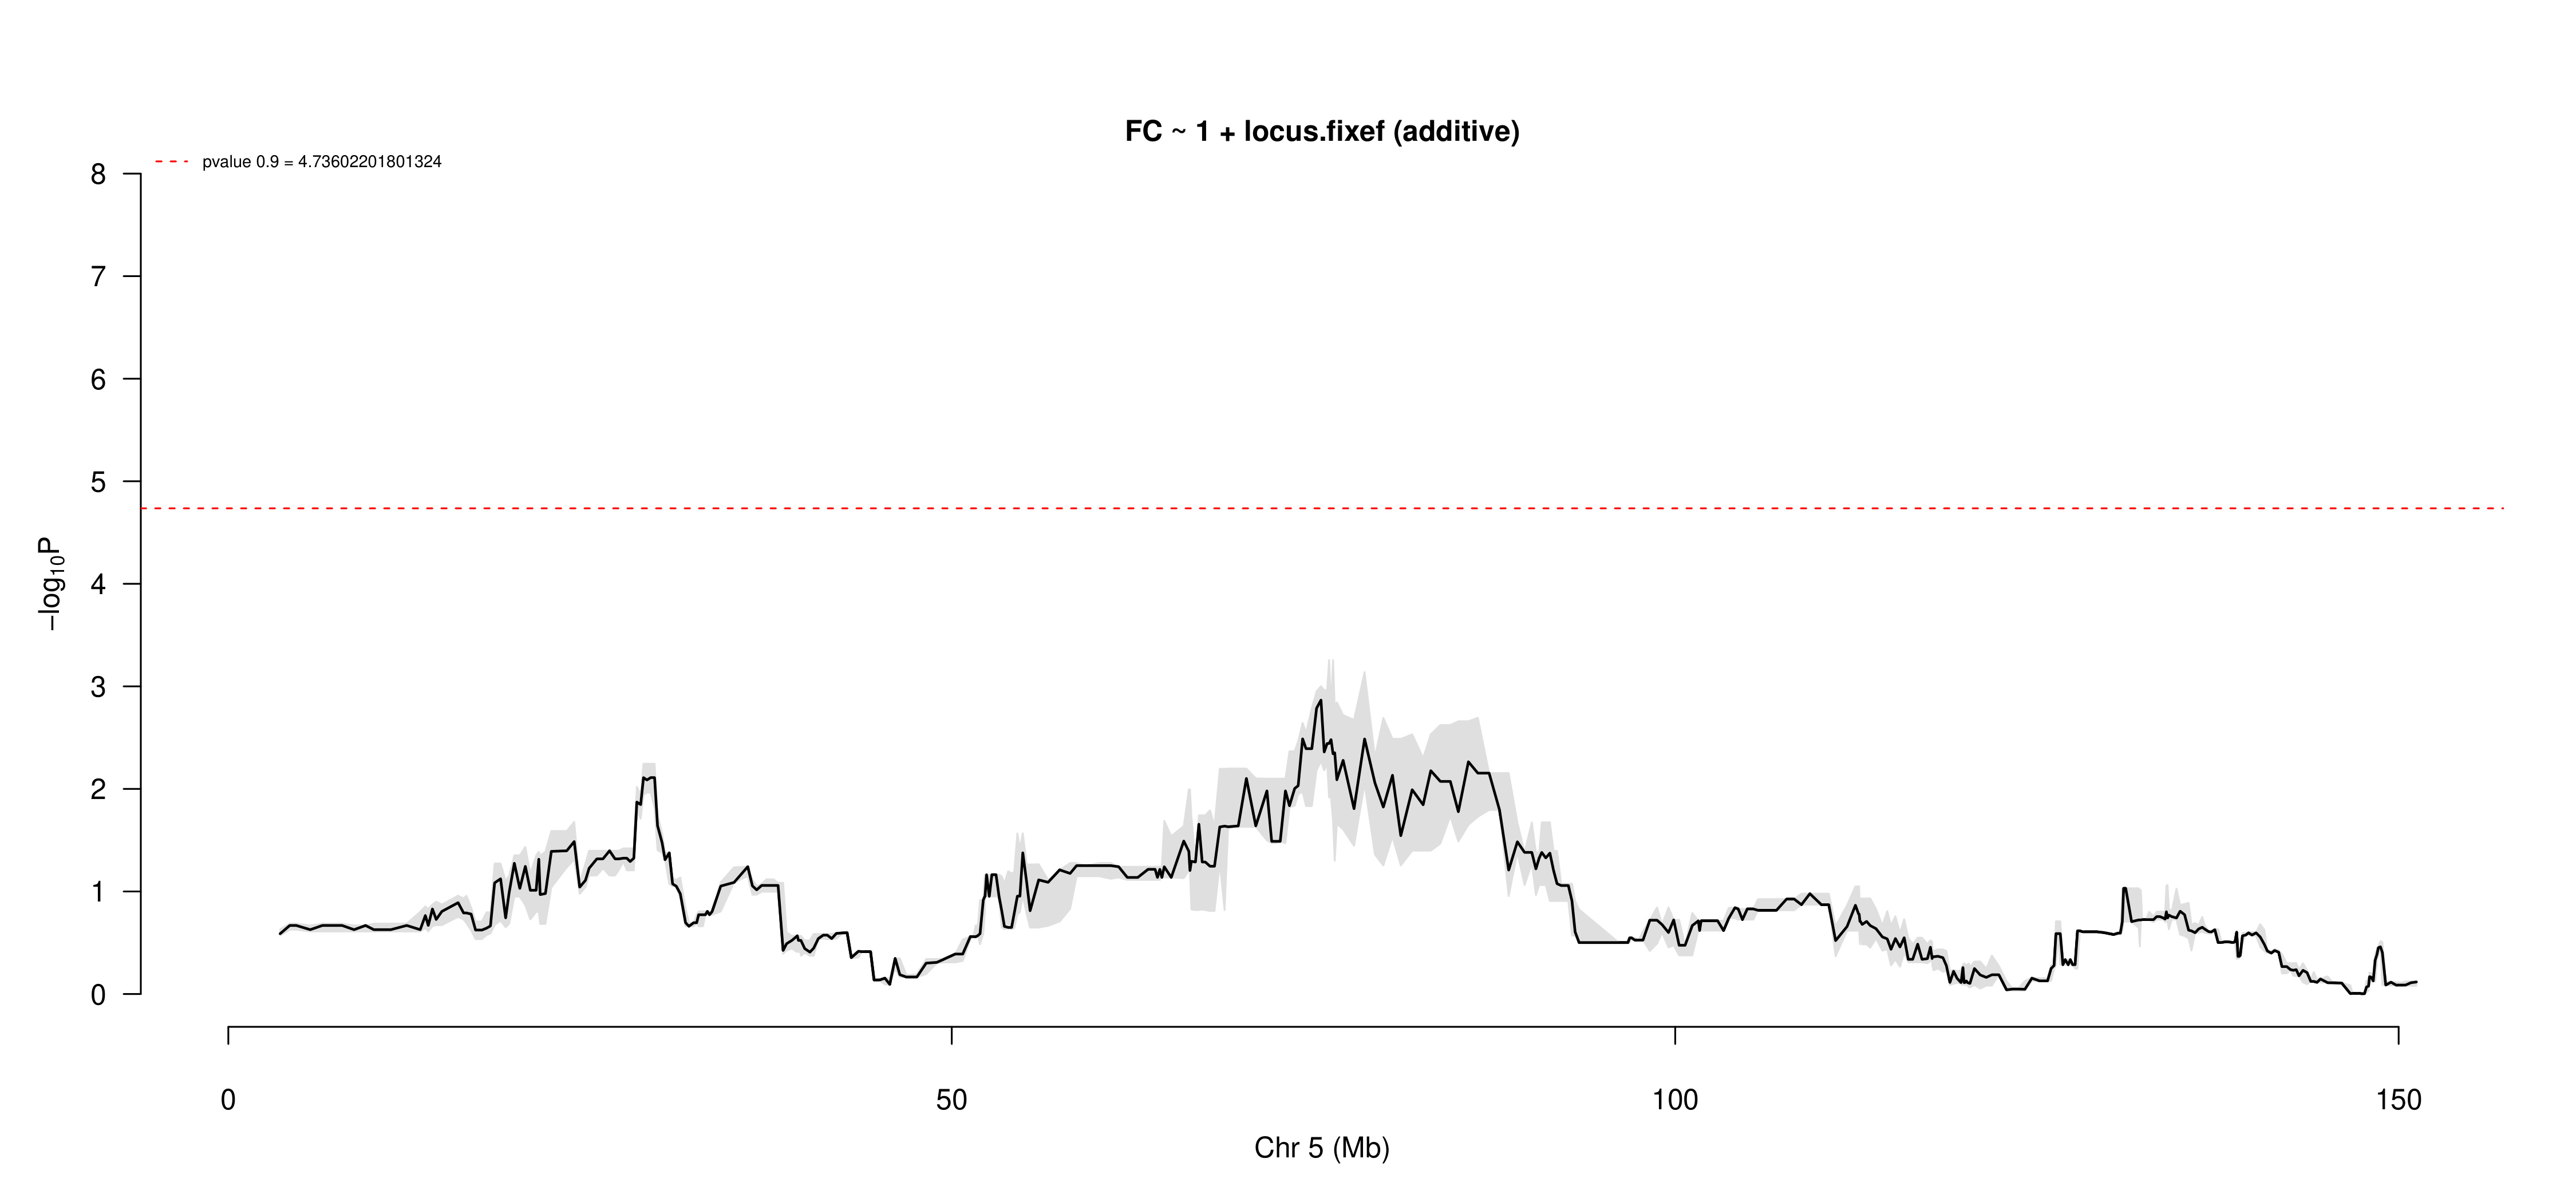 FC ~ 1 + locus.fixef (additive)
pvalue 0.9 = 4.73602201801324
8
7
6
5
4
3
2
1
0
−log10P
0 50 100 150
Chr 5 (Mb)